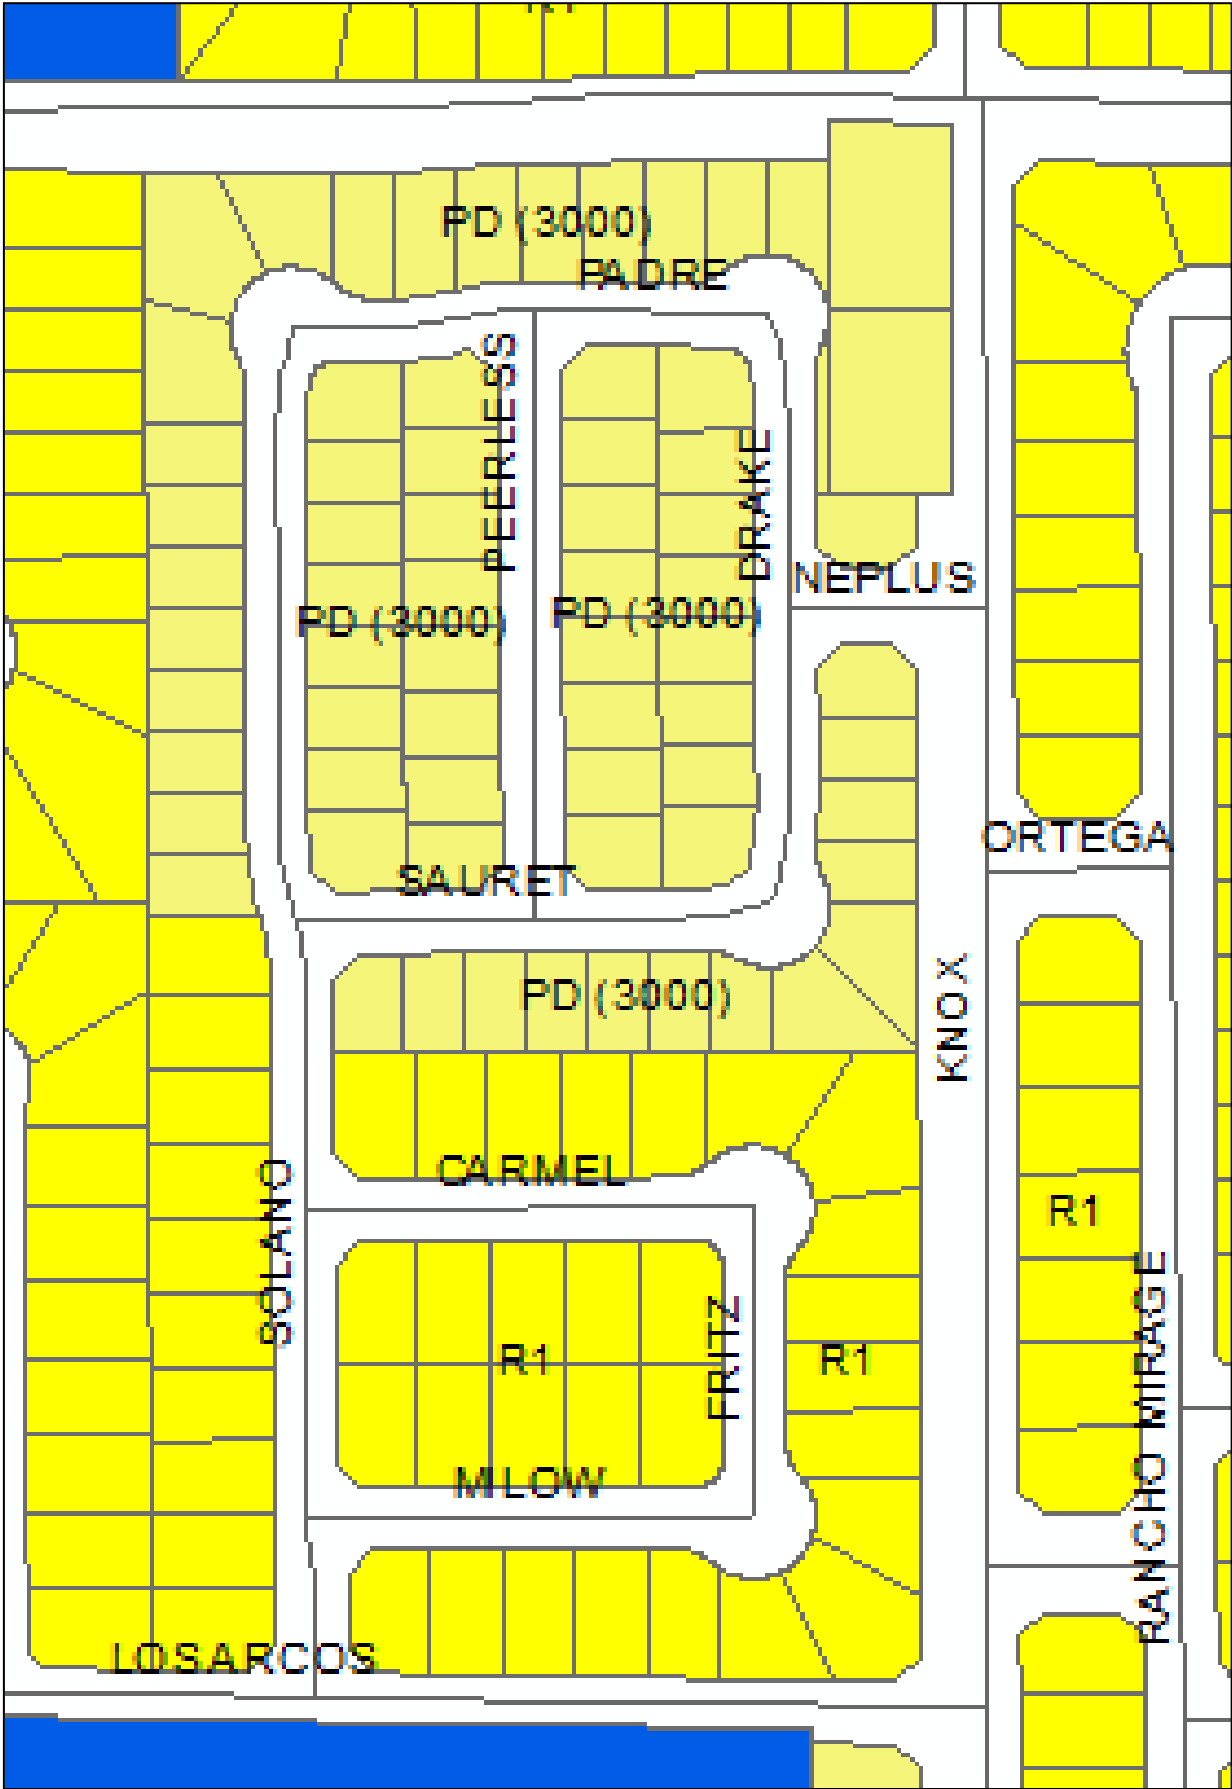 R1
PD (3000)
PADRE
PEERLESS
DRAKE
NEPLUS
PD (3000)
PD (3000)
ORTEGA
SAURET
PD (3000)
KNOX
CARMEL
SOLANO
R1
RANCHO MIRAGE
FRITZ
R1
R1
MILOW
LOSARCOS